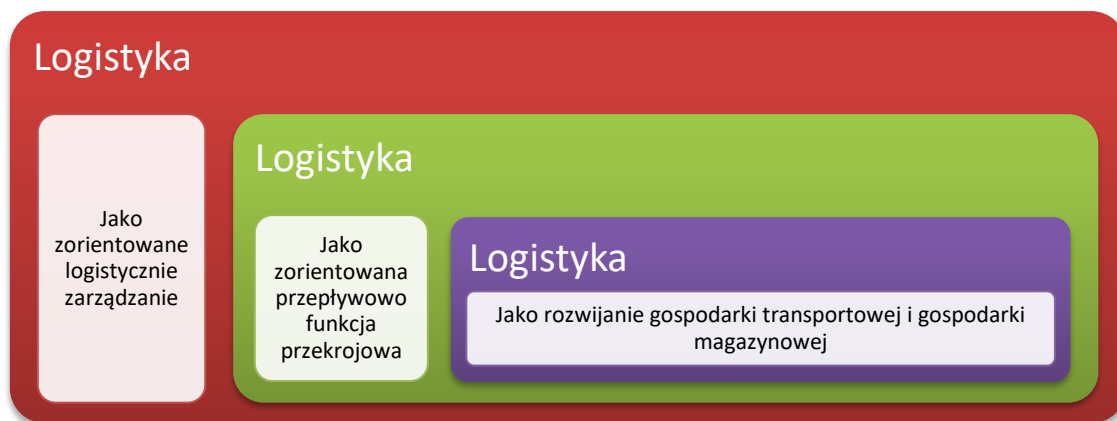 Logistyka
Jako
zorientowane
logistycznie
zarządzanie
Logistyka
Jako
zorientowana
przepływowo
funkcja
przekrojowa
Logistyka
Jako rozwijanie gospodarki transportowej i gospodarki
magazynowej